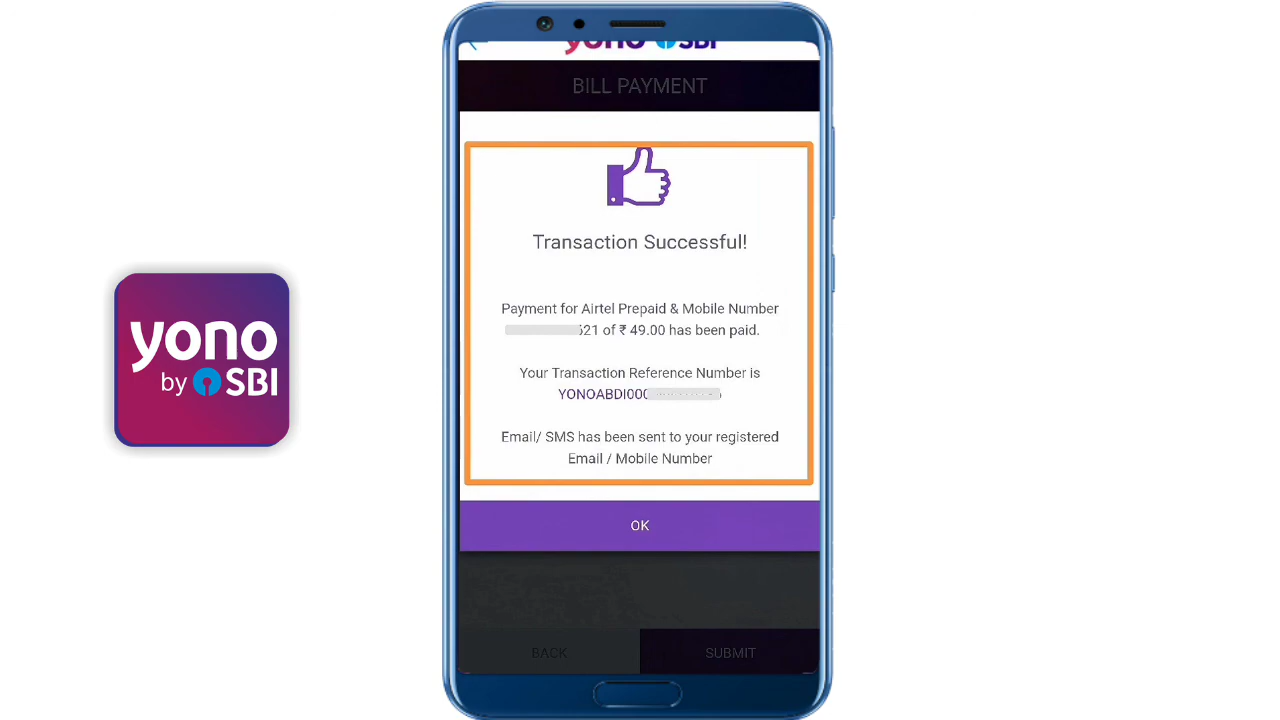 yono SBI
BILL PAYMENT
Transaction Successful!
Payment for Airtel Prepaid & Mobile Number
621 of ₹ 49.00 has been paid.
Your Transaction Reference Number is
YONOABDI000
Email/ SMS has been sent to your registered
Email / Mobile Number
OK
BACK
SUBMIT
yono
by SBI